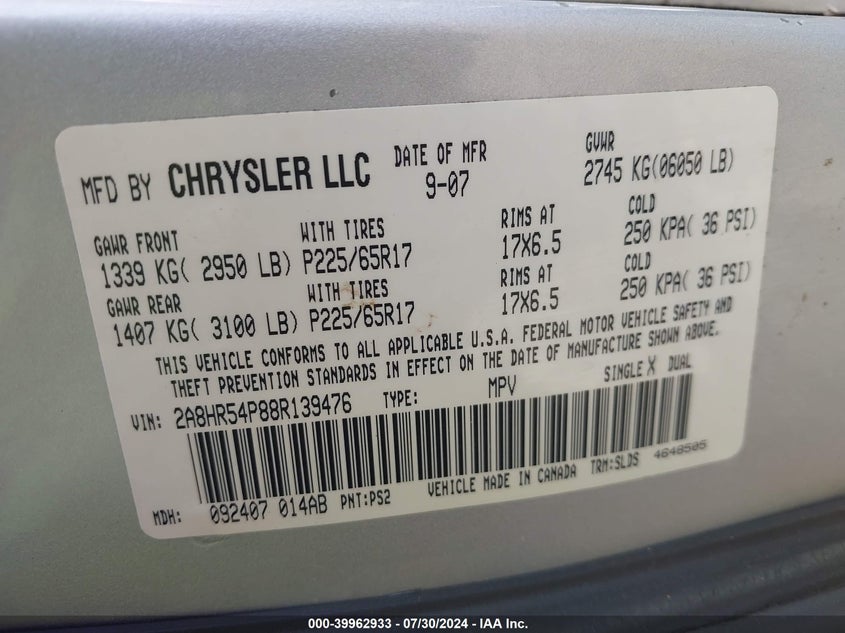 MFD BY CHRYSLER LLC DATE OF MFR 9-07 GVWR 2745 KG(06050 LB)
GAWR FRONT WITH TIRES RIMS AT COLD
1339 KG( 2950 LB) P225/65R17 17X6.5 250 KPA( 36 PSI)
GAWR REAR WITH TIRES RIMS AT COLD
1407 KG( 3100 LB) P225/65R17 17X6.5 250 KPA( 36 PSI)
THIS VEHICLE CONFORMS TO ALL APPLICABLE U.S.A. FEDERAL MOTOR VEHICLE SAFETY AND
THEFT PREVENTION STANDARDS IN EFFECT ON THE DATE OF MANUFACTURE SHOWN ABOVE.
VIN: 2A8HR54P88R139476 TYPE: MPV SINGLE X DUAL
MDH: 092407 014AB PNT:PS2 VEHICLE MADE IN CANADA TRM:SLDS 4648505
000-39962933 - 07/30/2024 - IAA Inc.